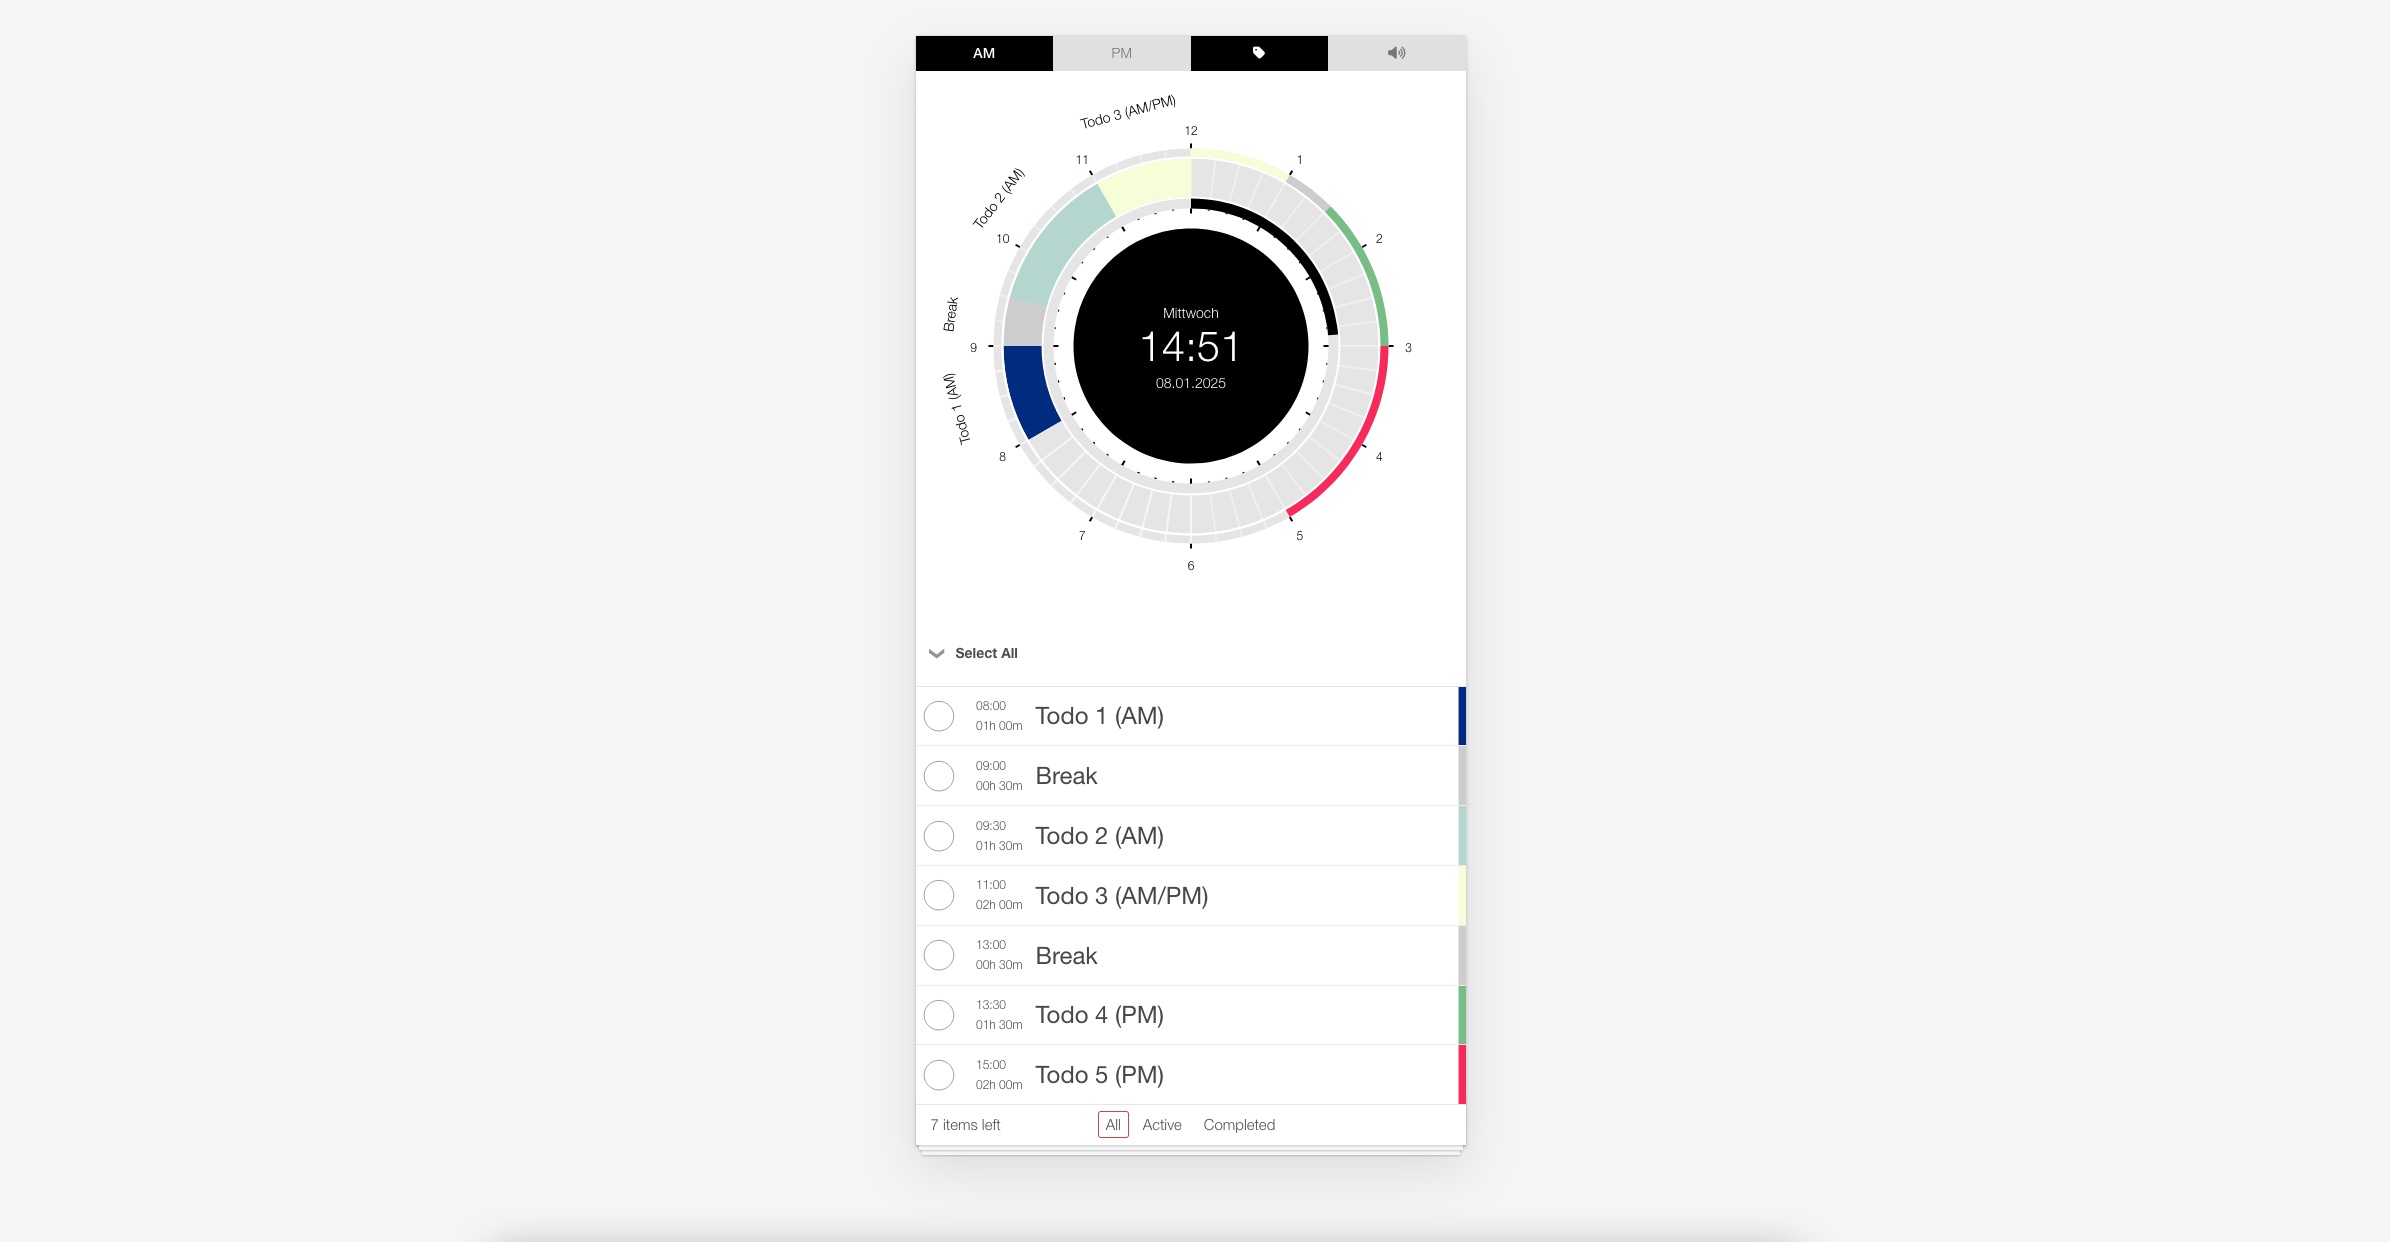 AM
PM
Todo 3 (AM/PM)
12
11
1
Todo 2 (AM)
10
2
Break
9
3
Todo 1 (AM)
8
4
7
5
6
Mittwoch
14:51
08.01.2025
Select All
08:00
01h 00m
Todo 1 (AM)
09:00
00h 30m
Break
09:30
01h 30m
Todo 2 (AM)
11:00
02h 00m
Todo 3 (AM/PM)
13:00
00h 30m
Break
13:30
01h 30m
Todo 4 (PM)
15:00
02h 00m
Todo 5 (PM)
7 items left
All
Active
Completed